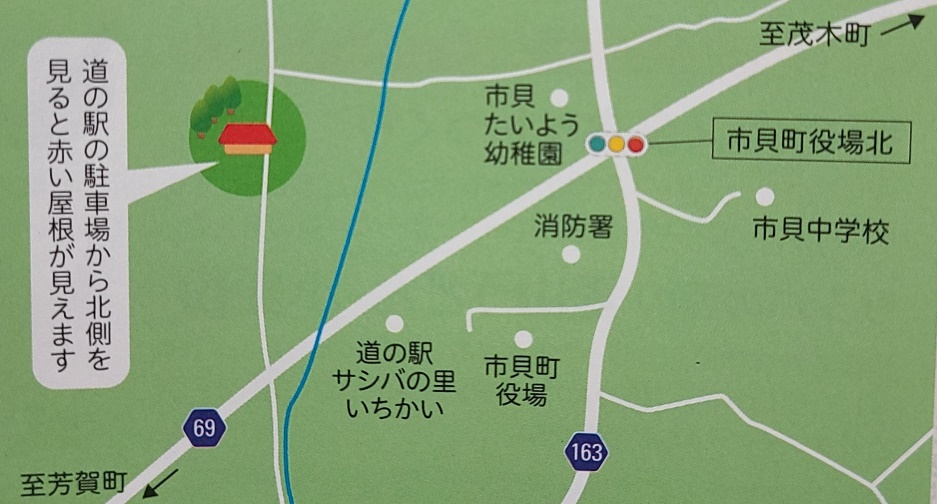 至茂木町
道の駅の駐車場から北側を
見ると赤い屋根が見えます
市貝
たいよう
幼稚園
市貝町役場北
消防署
市貝中学校
道の駅
サシバの里
いちかい
市貝町
役場
69
163
至芳賀町